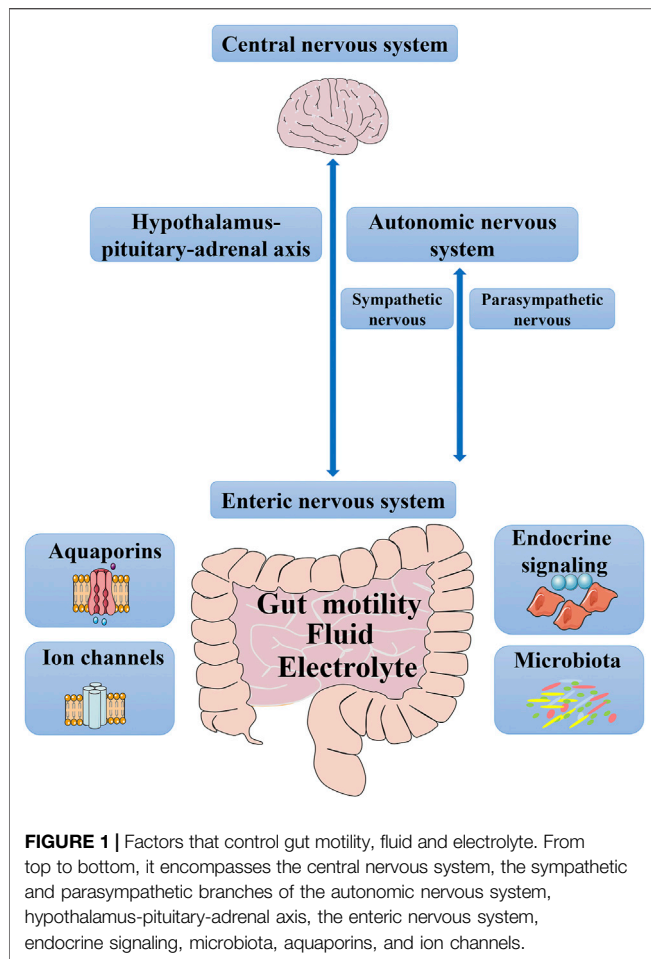 Central nervous system
Hypothalamus-
pituitary-adrenal axis
Autonomic nervous
system
Sympathetic
nervous
Parasympathetic
nervous
Enteric nervous system
Aquaporins
Ion channels
Gut motility
Fluid
Electrolyte
Endocrine
signaling
Microbiota
FIGURE 1 | Factors that control gut motility, fluid and electrolyte. From
top to bottom, it encompasses the central nervous system, the sympathetic
and parasympathetic branches of the autonomic nervous system,
hypothalamus-pituitary-adrenal axis, the enteric nervous system,
endocrine signaling, microbiota, aquaporins, and ion channels.